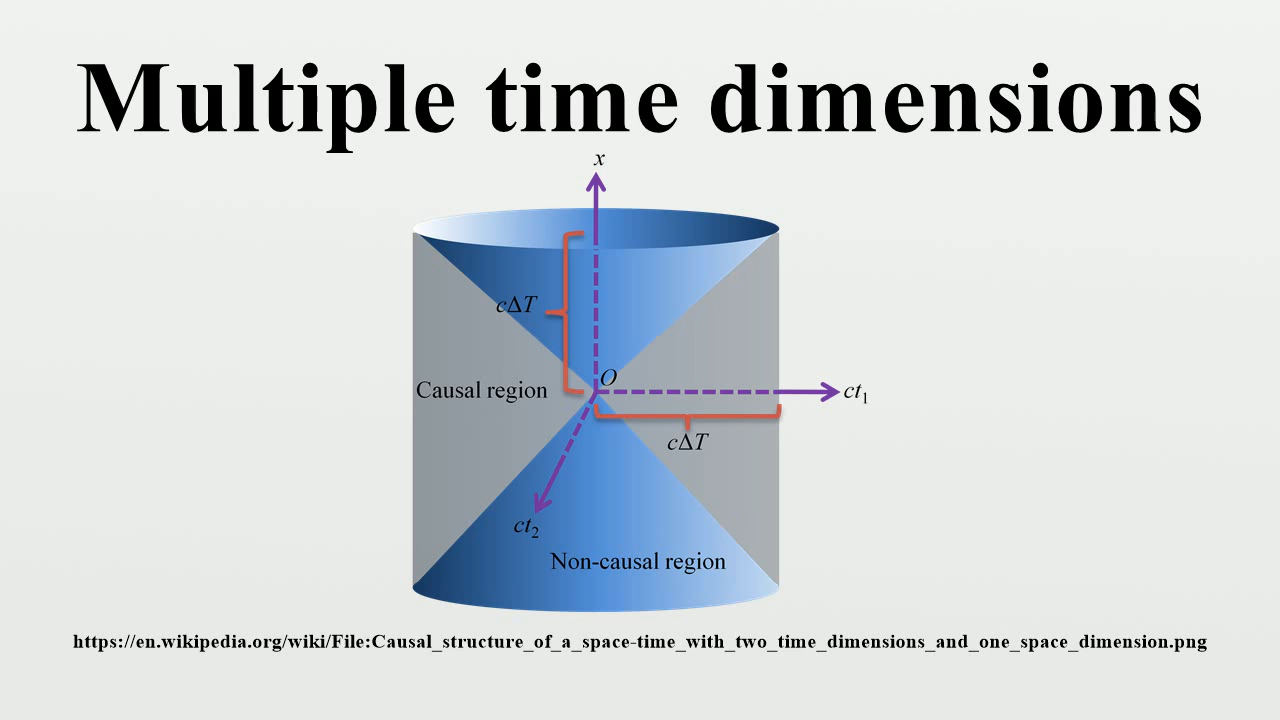 Multiple time dimensions
x
cΔT
O
Causal region
ct₁
cΔT
ct₂
Non-causal region
https://en.wikipedia.org/wiki/File:Causal_structure_of_a_space-time_with_two_time_dimensions_and_one_space_dimension.png